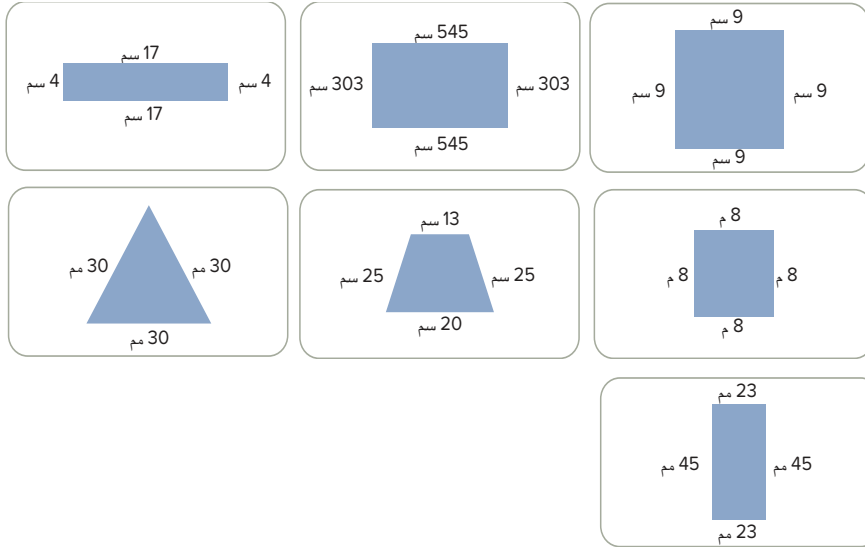 9 سم
9 سم
9 سم
9 سم
545 سم
303 سم
303 سم
545 سم
17 سم
4 سم
4 سم
17 سم
8 م
8 م
8 م
8 م
13 سم
25 سم
25 سم
20 سم
30 مم
30 مم
30 مم
23 مم
45 مم
45 مم
23 مم